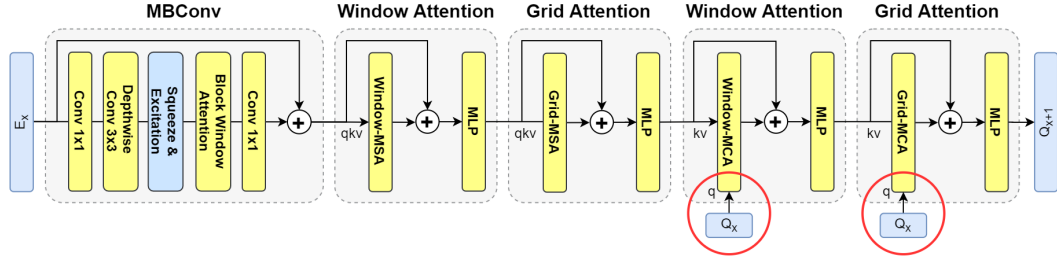 MBConv
Window Attention
Grid Attention
Window Attention
Grid Attention
Ex
Conv 1x1
Depthwise
Conv 3x3
Squeeze &
Excitation
Block Window
Attention
Conv 1x1
+
qkv
Window-MSA
+
MLP
qkv
Grid-MSA
+
MLP
kv
Window-MCA
q
Qx
+
MLP
kv
Grid-MCA
q
Qx
+
MLP
Qx+1